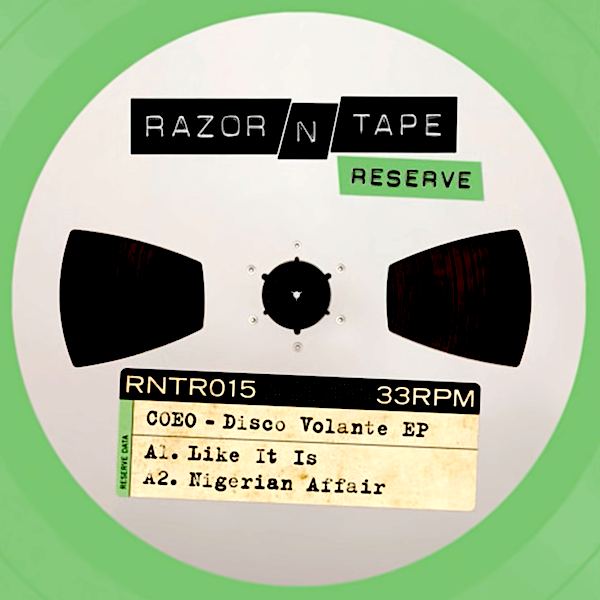 RAZOR N TAPE
RESERVE
RNTR015 33RPM
COEO - Disco Volante EP
RESERVE DATA
A1. Like It Is
A2. Nigerian Affair